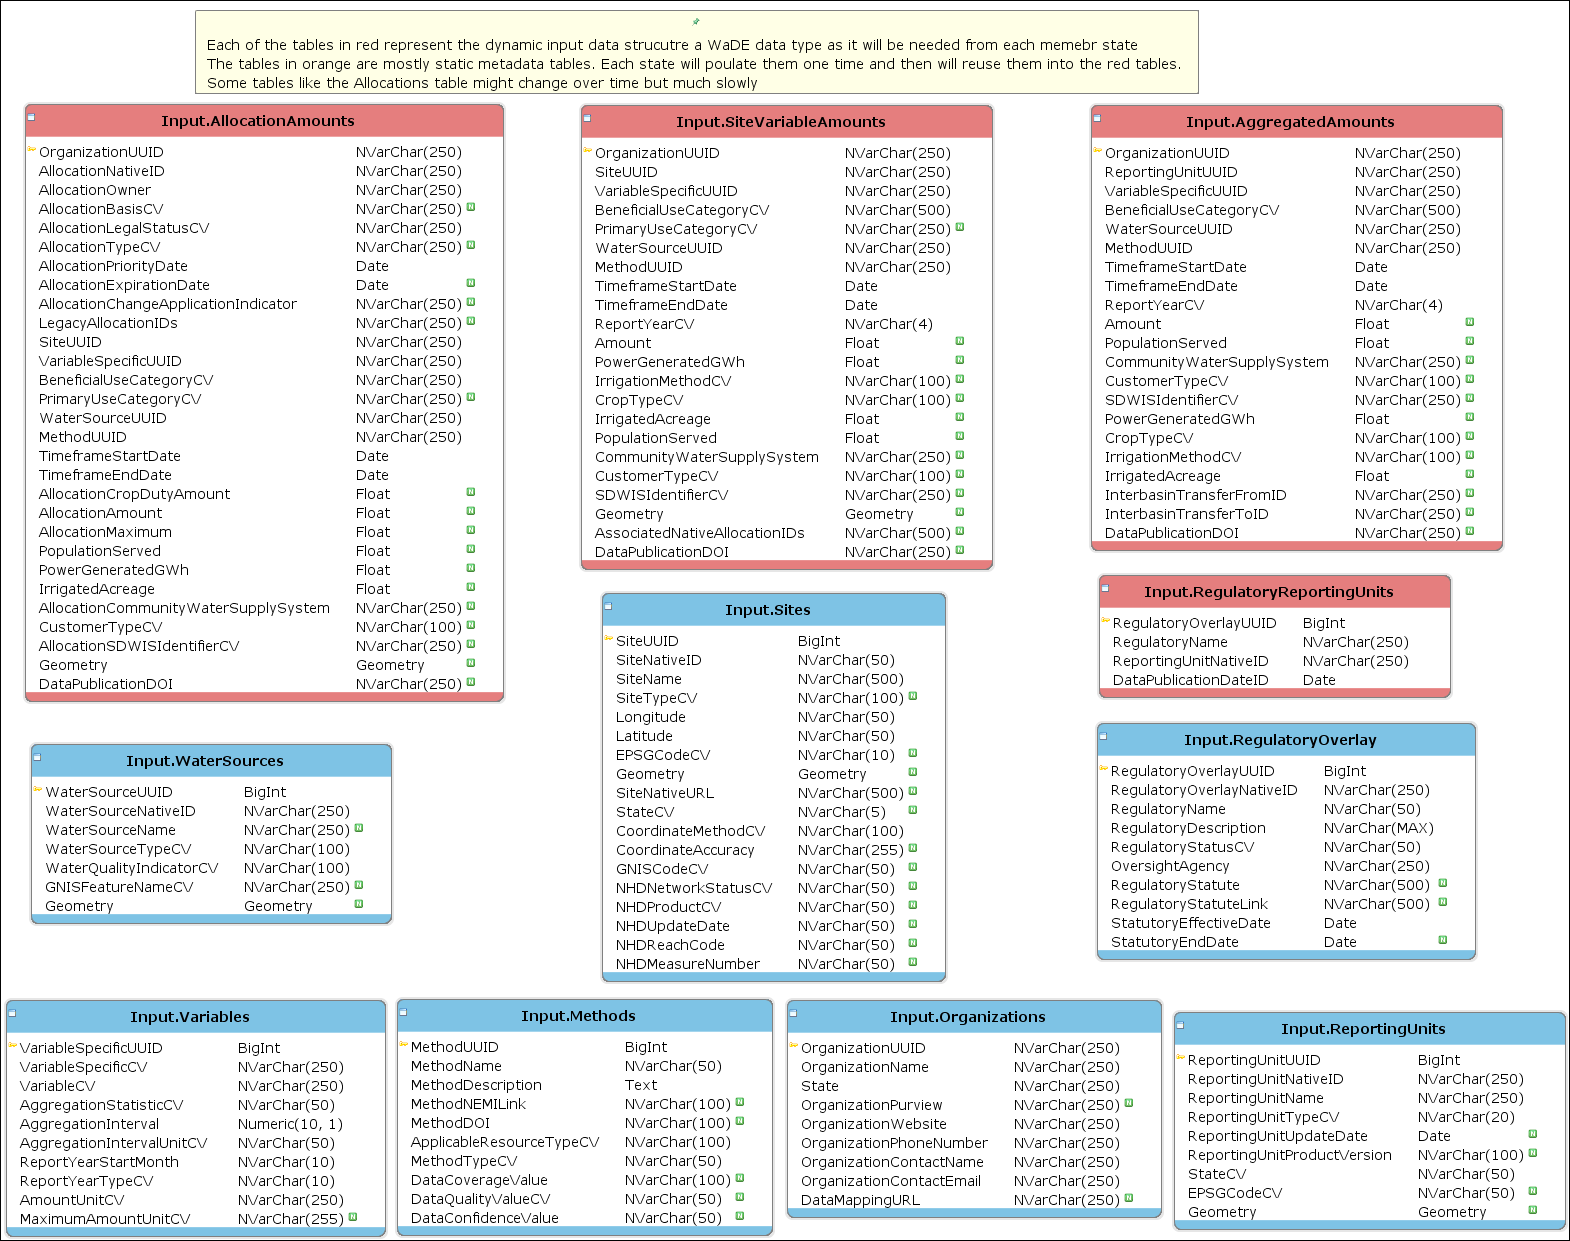 Each of the tables in red represent the dynamic input data strucutre a WaDE data type as it will be needed from each memebr state
The tables in orange are mostly static metadata tables. Each state will poulate them one time and then will reuse them into the red tables.
Some tables like the Allocations table might change over time but much slowly
Input.AllocationAmounts
OrganizationUUID NVarChar(250)
AllocationNativeID NVarChar(250)
AllocationOwner NVarChar(250)
AllocationBasisCV NVarChar(250) N
AllocationLegalStatusCV NVarChar(250)
AllocationTypeCV NVarChar(250) N
AllocationPriorityDate Date
AllocationExpirationDate Date N
AllocationChangeApplicationIndicator NVarChar(250) N
LegacyAllocationIDs NVarChar(250) N
SiteUUID NVarChar(250)
VariableSpecificUUID NVarChar(250)
BeneficialUseCategoryCV NVarChar(250)
PrimaryUseCategoryCV NVarChar(250) N
WaterSourceUUID NVarChar(250)
MethodUUID NVarChar(250)
TimeframeStartDate Date
TimeframeEndDate Date
AllocationCropDutyAmount Float N
AllocationAmount Float N
AllocationMaximum Float N
PopulationServed Float N
PowerGeneratedGWh Float N
IrrigatedAcreage Float N
AllocationCommunityWaterSupplySystem NVarChar(250) N
CustomerTypeCV NVarChar(100) N
AllocationSDWISIdentifierCV NVarChar(250) N
Geometry Geometry N
DataPublicationDOI NVarChar(250) N
Input.SiteVariableAmounts
OrganizationUUID NVarChar(250)
SiteUUID NVarChar(250)
VariableSpecificUUID NVarChar(250)
BeneficialUseCategoryCV NVarChar(500)
PrimaryUseCategoryCV NVarChar(250) N
WaterSourceUUID NVarChar(250)
MethodUUID NVarChar(250)
TimeframeStartDate Date
TimeframeEndDate Date
ReportYearCV NVarChar(4)
Amount Float N
PowerGeneratedGWh Float N
IrrigationMethodCV NVarChar(100) N
CropTypeCV NVarChar(100) N
IrrigatedAcreage Float N
PopulationServed Float N
CommunityWaterSupplySystem NVarChar(250) N
CustomerTypeCV NVarChar(100) N
SDWISIdentifierCV NVarChar(250) N
Geometry Geometry N
AssociatedNativeAllocationIDs NVarChar(500) N
DataPublicationDOI NVarChar(250) N
Input.AggregatedAmounts
OrganizationUUID NVarChar(250)
ReportingUnitUUID NVarChar(250)
VariableSpecificUUID NVarChar(250)
BeneficialUseCategoryCV NVarChar(500)
WaterSourceUUID NVarChar(250)
MethodUUID NVarChar(250)
TimeframeStartDate Date
TimeframeEndDate Date
ReportYearCV NVarChar(4)
Amount Float N
PopulationServed Float N
CommunityWaterSupplySystem NVarChar(250) N
CustomerTypeCV NVarChar(100) N
SDWISIdentifierCV NVarChar(250) N
PowerGeneratedGWh Float N
CropTypeCV NVarChar(100) N
IrrigationMethodCV NVarChar(100) N
IrrigatedAcreage Float N
InterbasinTransferFromID NVarChar(250) N
InterbasinTransferToID NVarChar(250) N
DataPublicationDOI NVarChar(250) N
Input.RegulatoryReportingUnits
RegulatoryOverlayUUID BigInt
RegulatoryName NVarChar(250)
ReportingUnitNativeID NVarChar(250)
DataPublicationDateID Date
Input.Sites
SiteUUID BigInt
SiteNativeID NVarChar(50)
SiteName NVarChar(500)
SiteTypeCV NVarChar(100) N
Longitude NVarChar(50)
Latitude NVarChar(50)
EPSGCodeCV NVarChar(10) N
Geometry Geometry N
SiteNativeURL NVarChar(500) N
StateCV NVarChar(5) N
CoordinateMethodCV NVarChar(100)
CoordinateAccuracy NVarChar(255) N
GNISCodeCV NVarChar(50) N
NHDNetworkStatusCV NVarChar(50) N
NHDProductCV NVarChar(50) N
NHDUpdateDate NVarChar(50) N
NHDReachCode NVarChar(50) N
NHDMeasureNumber NVarChar(50) N
Input.WaterSources
WaterSourceUUID BigInt
WaterSourceNativeID NVarChar(250)
WaterSourceName NVarChar(250) N
WaterSourceTypeCV NVarChar(100)
WaterQualityIndicatorCV NVarChar(100)
GNISFeatureNameCV NVarChar(250) N
Geometry Geometry N
Input.RegulatoryOverlay
RegulatoryOverlayUUID BigInt
RegulatoryOverlayNativeID NVarChar(250)
RegulatoryName NVarChar(50)
RegulatoryDescription NVarChar(MAX)
RegulatoryStatusCV NVarChar(50)
OversightAgency NVarChar(250)
RegulatoryStatute NVarChar(500) N
RegulatoryStatuteLink NVarChar(500) N
StatutoryEffectiveDate Date
StatutoryEndDate Date N
Input.Variables
VariableSpecificUUID BigInt
VariableSpecificCV NVarChar(250)
VariableCV NVarChar(250)
AggregationStatisticCV NVarChar(50)
AggregationInterval Numeric(10, 1)
AggregationIntervalUnitCV NVarChar(50)
ReportYearStartMonth NVarChar(10)
ReportYearTypeCV NVarChar(10)
AmountUnitCV NVarChar(250)
MaximumAmountUnitCV NVarChar(255) N
Input.Methods
MethodUUID BigInt
MethodName NVarChar(50)
MethodDescription Text
MethodNEMILink NVarChar(100) N
MethodDOI NVarChar(100) N
ApplicableResourceTypeCV NVarChar(100)
MethodTypeCV NVarChar(50)
DataCoverageValue NVarChar(100) N
DataQualityValueCV NVarChar(50) N
DataConfidenceValue NVarChar(50) N
Input.Organizations
OrganizationUUID NVarChar(250)
OrganizationName NVarChar(250)
State NVarChar(250)
OrganizationPurview NVarChar(250) N
OrganizationWebsite NVarChar(250)
OrganizationPhoneNumber NVarChar(250)
OrganizationContactName NVarChar(250)
OrganizationContactEmail NVarChar(250)
DataMappingURL NVarChar(250) N
Input.ReportingUnits
ReportingUnitUUID BigInt
ReportingUnitNativeID NVarChar(250)
ReportingUnitName NVarChar(250)
ReportingUnitTypeCV NVarChar(20)
ReportingUnitUpdateDate Date N
ReportingUnitProductVersion NVarChar(100) N
StateCV NVarChar(50)
EPSGCodeCV NVarChar(50) N
Geometry Geometry N